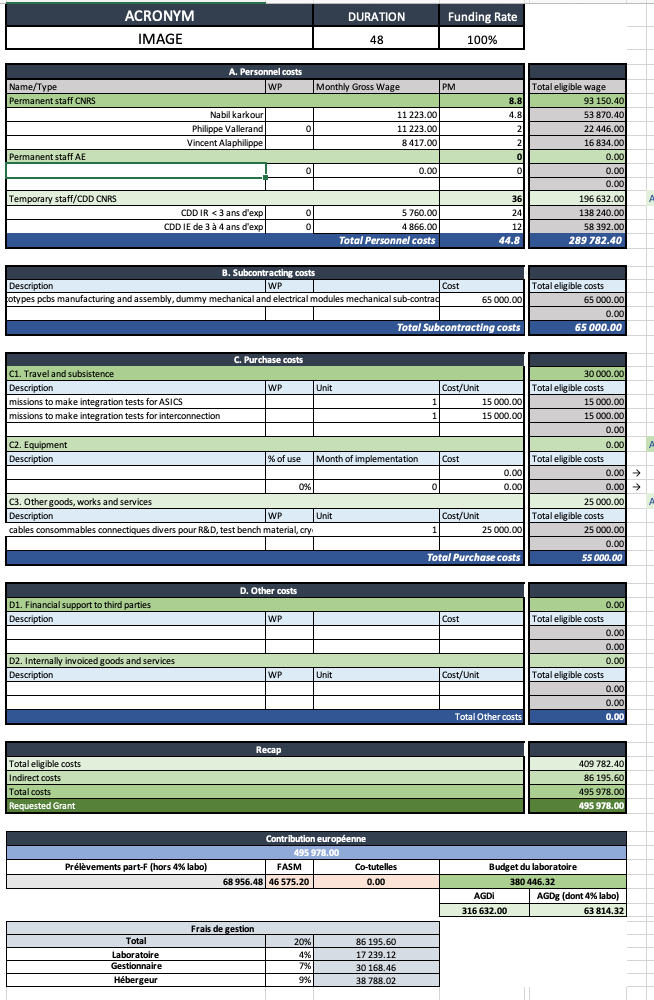 ACRONYM DURATION Funding Rate
IMAGE 48 100%
A. Personnel costs
Name/Type WP Monthly Gross Wage PM Total eligible wage
Permanent staff CNRS 8.8 93 150.40
Nabil karkour 11 223.00 4.8 53 870.40
Philippe Vallerand 0 11 223.00 2 22 446.00
Vincent Alaphilippe 8 417.00 2 16 834.00
Permanent staff AE 0 0.00
0 0.00 0 0.00
0.00
Temporary staff/CDD CNRS 36 196 632.00 A
CDD IR < 3 ans d'exp 0 5 760.00 24 138 240.00
CDD IE de 3 à 4 ans d'exp 0 4 866.00 12 58 392.00
Total Personnel costs 44.8 289 782.40
B. Subcontracting costs
Description WP Cost Total eligible costs
otypes pcbs manufacturing and assembly, dummy mechanical and electrical modules mechanical sub-contrac 65 000.00 65 000.00
0.00
Total Subcontracting costs 65 000.00
C. Purchase costs
C1. Travel and subsistence 30 000.00
Description WP Unit Cost/Unit Total eligible costs
missions to make integration tests for ASICS 1 15 000.00 15 000.00
missions to make integration tests for interconnection 1 15 000.00 15 000.00
0.00
C2. Equipment 0.00 A
Description % of use Month of implementation Cost Total eligible costs
0.00 0.00 →
0% 0 0.00 0.00 →
C3. Other goods, works and services 25 000.00 A
Description WP Unit Cost/Unit Total eligible costs
cables consommables connectiques divers pour R&D, test bench material, cry 1 25 000.00 25 000.00
0.00
Total Purchase costs 55 000.00
D. Other costs
D1. Financial support to third parties 0.00
Description WP Cost Total eligible costs
0.00
0.00
D2. Internally invoiced goods and services 0.00
Description WP Unit Cost/Unit Total eligible costs
0.00
0.00
Total Other costs 0.00
Recap
Total eligible costs 409 782.40
Indirect costs 86 195.60
Total costs 495 978.00
Requested Grant 495 978.00
Contribution européenne
495 978.00
Prélèvements part-F (hors 4% labo) FASM Co-tutelles Budget du laboratoire
68 956.48 46 575.20 0.00 380 446.32
AGDi AGDg (dont 4% labo)
316 632.00 63 814.32
Frais de gestion
Total 20% 86 195.60
Laboratoire 4% 17 239.12
Gestionnaire 7% 30 168.46
Hébergeur 9% 38 788.02